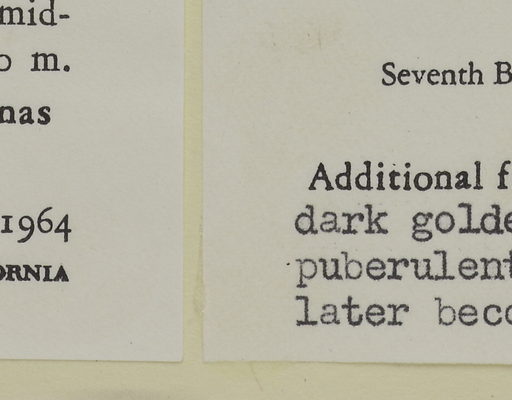 mid-
o m.
nas
1964
ORNIA
Seventh B
Additional f
dark golde
puberulent
later beco